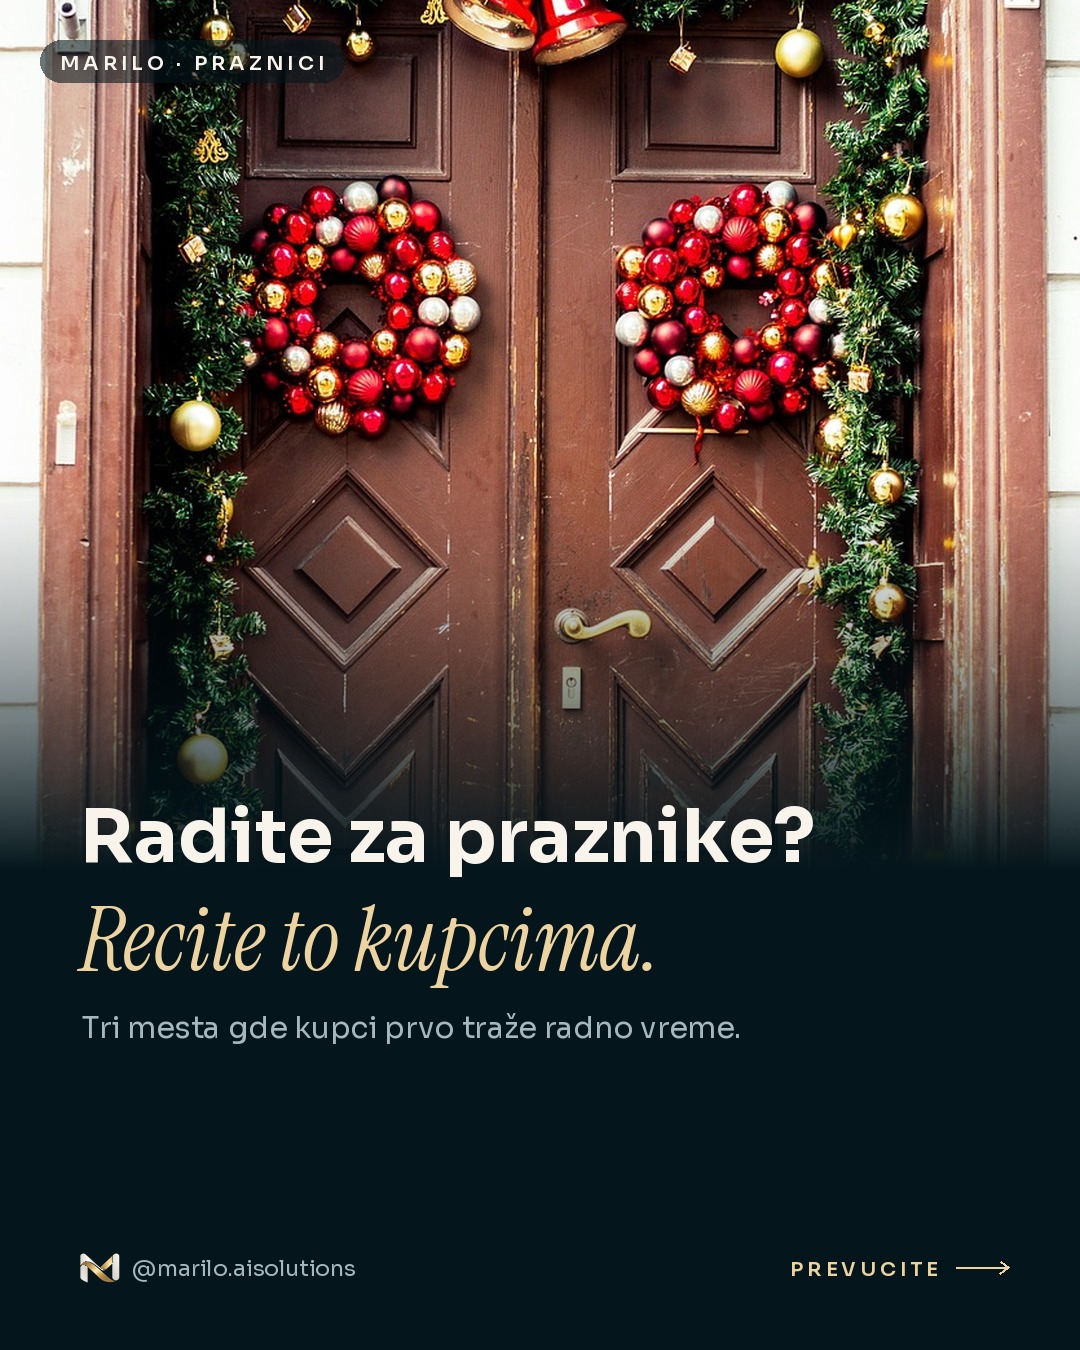 MARILO · PRAZNICI
Radite za praznike?
Recite to kupcima.
Tri mesta gde kupci prvo traže radno vreme.
@marilo.aisolutions
PREVUCITE